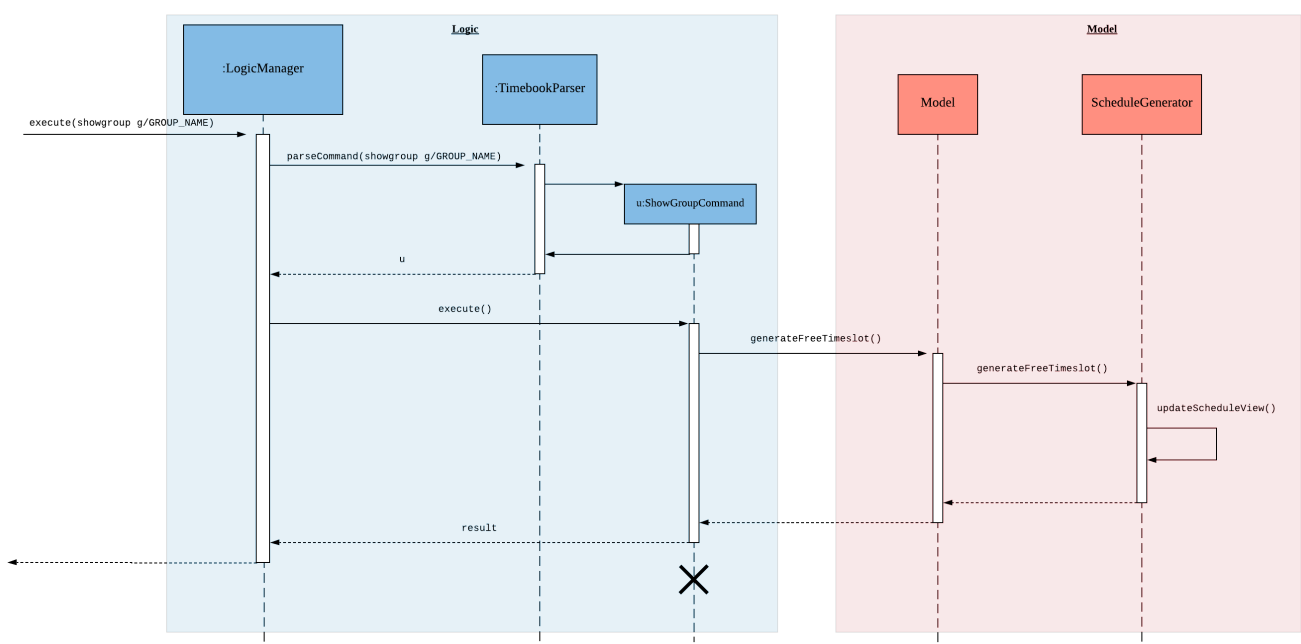 Logic
Model
:LogicManager
:TimebookParser
Model
ScheduleGenerator
execute(showgroup g/GROUP_NAME)
parseCommand(showgroup g/GROUP_NAME)
u:ShowGroupCommand
u
execute()
generateFreeTimeslot()
generateFreeTimeslot()
updateScheduleView()
result